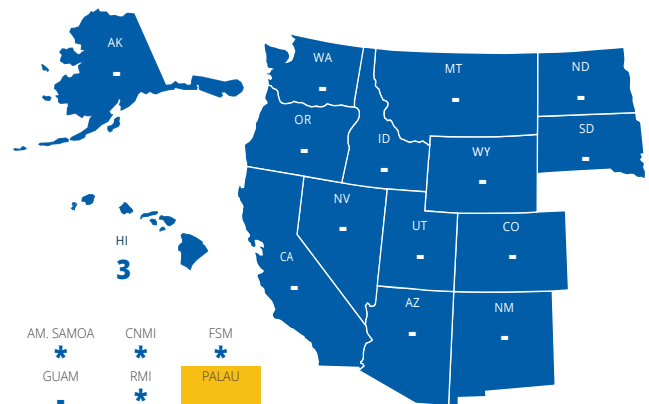 AK
-
WA
-
MT
-
ND
-
OR
-
ID
-
SD
-
WY
-
NV
-
UT
-
CO
-
HI
3
CA
-
AZ
-
NM
-
AM. SAMOA
*
CNMI
*
FSM
*
GUAM
-
RMI
*
PALAU